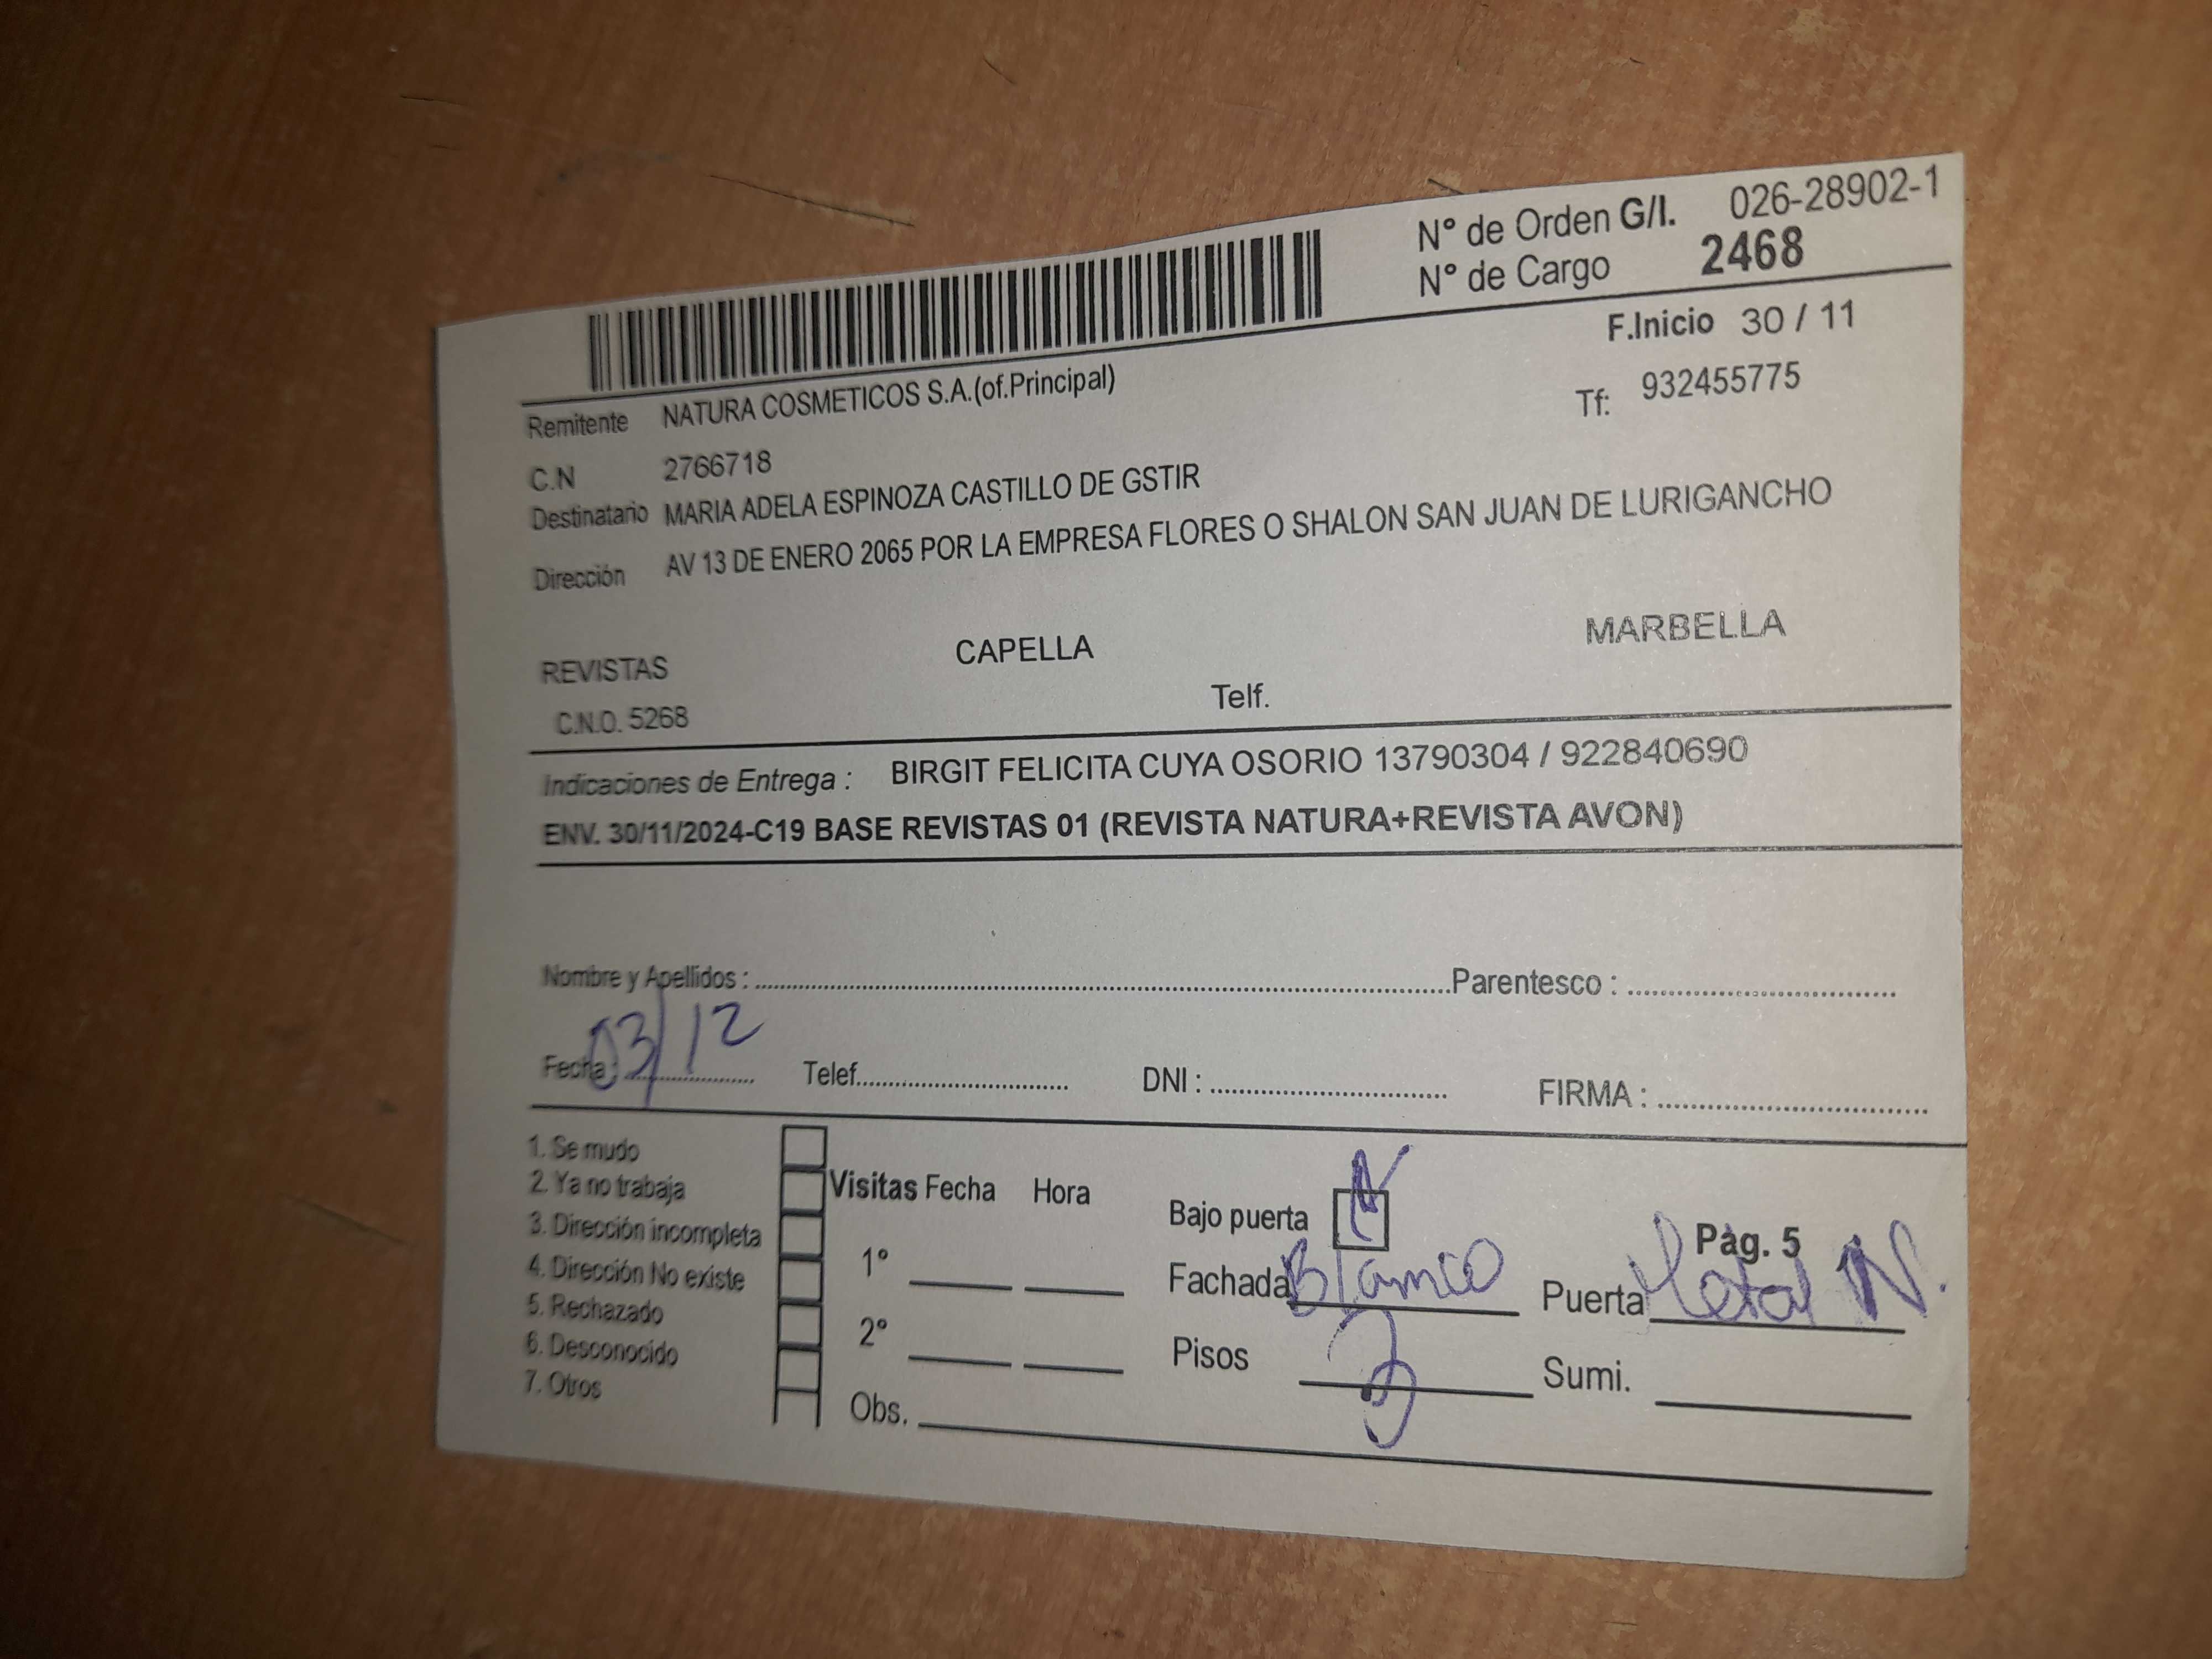 N° de Orden G/I. 026-28902-1
N° de Cargo 2468
F.Inicio 30 / 11
Remitente NATURA COSMETICOS S.A.(of.Principal)
Tf: 932455775
C.N 2766718
Destinatario MARIA ADELA ESPINOZA CASTILLO DE GSTIR
Dirección AV 13 DE ENERO 2065 POR LA EMPRESA FLORES O SHALON SAN JUAN DE LURIGANCHO
REVISTAS CAPELLA MARBELLA
C.N.O. 5268 Telf.
Indicaciones de Entrega : BIRGIT FELICITA CUYA OSORIO 13790304 / 922840690
ENV. 30/11/2024-C19 BASE REVISTAS 01 (REVISTA NATURA+REVISTA AVON)
Nombre y Apellidos : Parentesco :
Fecha : 03/12 Telef. DNI : FIRMA :
1. Se mudo
2. Ya no trabaja
3. Dirección incompleta
4. Dirección No existe
5. Rechazado
6. Desconocido
7. Otros
Visitas Fecha Hora
1°
2°
Obs.
Bajo puerta
Pág. 5
Fachada Blanco Puerta Metal N.
Pisos 3 Sumi.